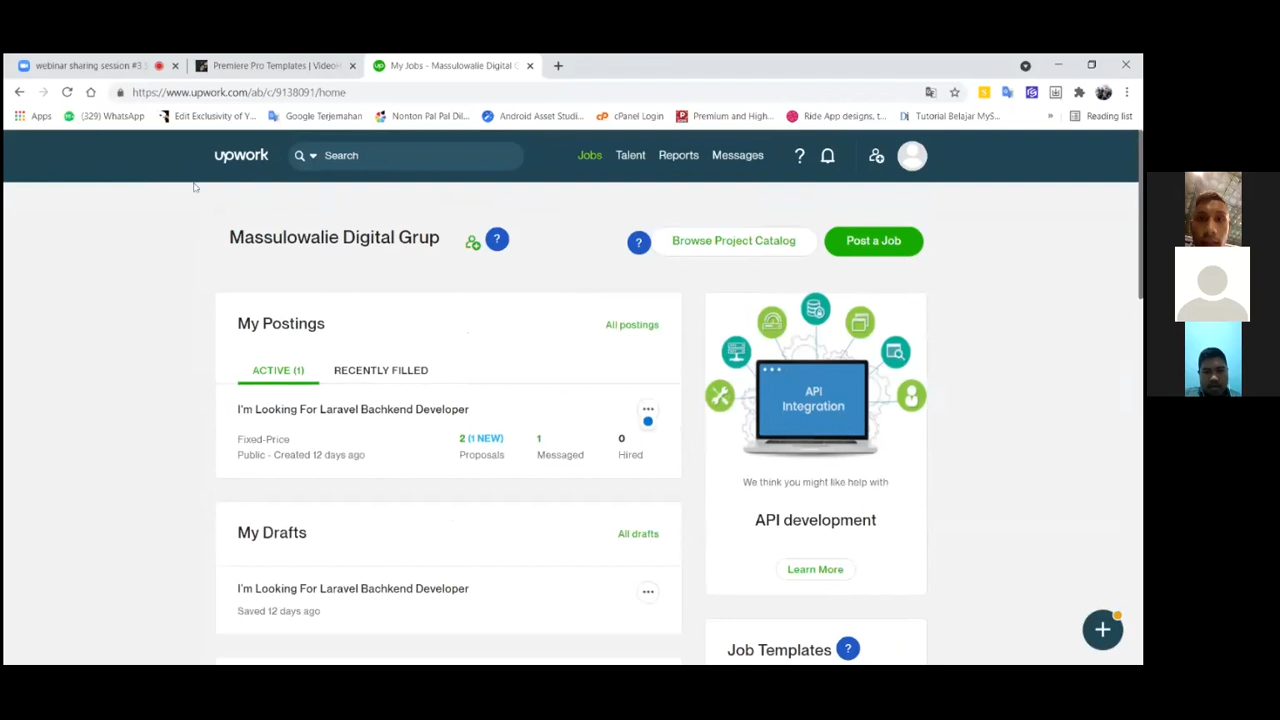 webinar sharing session #3.
Premiere Pro Templates | VideoH
My Jobs - Massulowalie Digital G
https://www.upwork.com/ab/c/9138091/home
Apps
(329) WhatsApp
Edit Exclusivity of Y...
Google Terjemahan
Nonton Pal Pal Dil...
Android Asset Studi...
cPanel Login
Premium and High...
Ride App designs, t...
Tutorial Belajar MyS...
Reading list
upwork
Search
Jobs
Talent
Reports
Messages
?
Massulowalie Digital Grup
?
?
Browse Project Catalog
Post a Job
My Postings
All postings
ACTIVE (1)
RECENTLY FILLED
I'm Looking For Laravel Bachkend Developer
Fixed-Price
Public - Created 12 days ago
2 (1 NEW)
Proposals
1
Messaged
0
Hired
My Drafts
All drafts
I'm Looking For Laravel Bachkend Developer
Saved 12 days ago
API
Integration
We think you might like help with
API development
Learn More
Job Templates
?